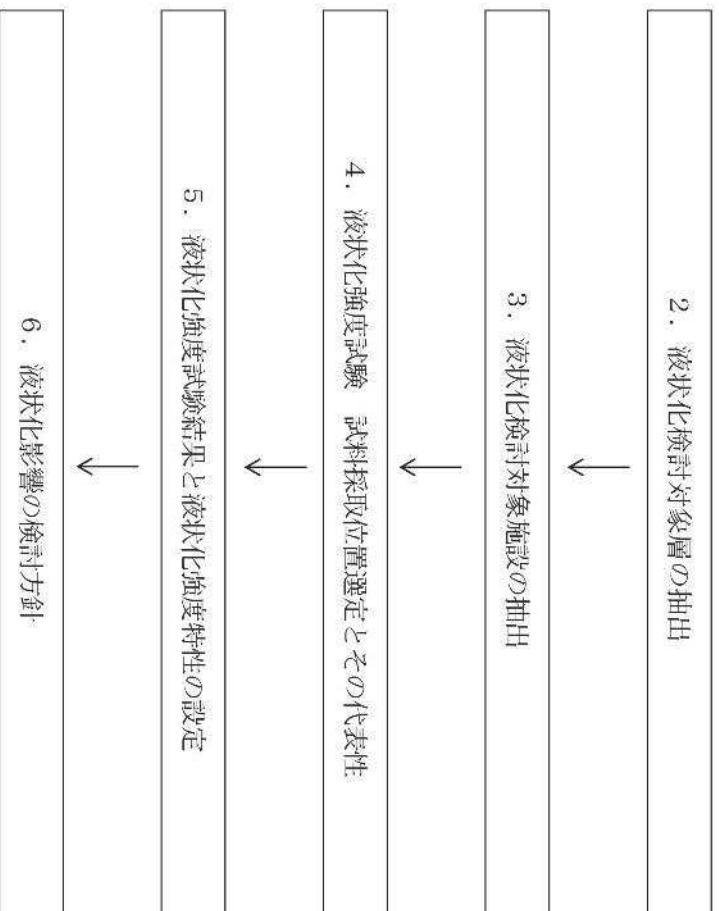 2. 液状化検討対象層の抽出
3. 液状化検討対象施設の抽出
4. 液状化強度試験　試料採取位置選定とその代表性
5. 液状化強度試験結果と液状化強度特性の設定
6. 液状化影響の検討方針